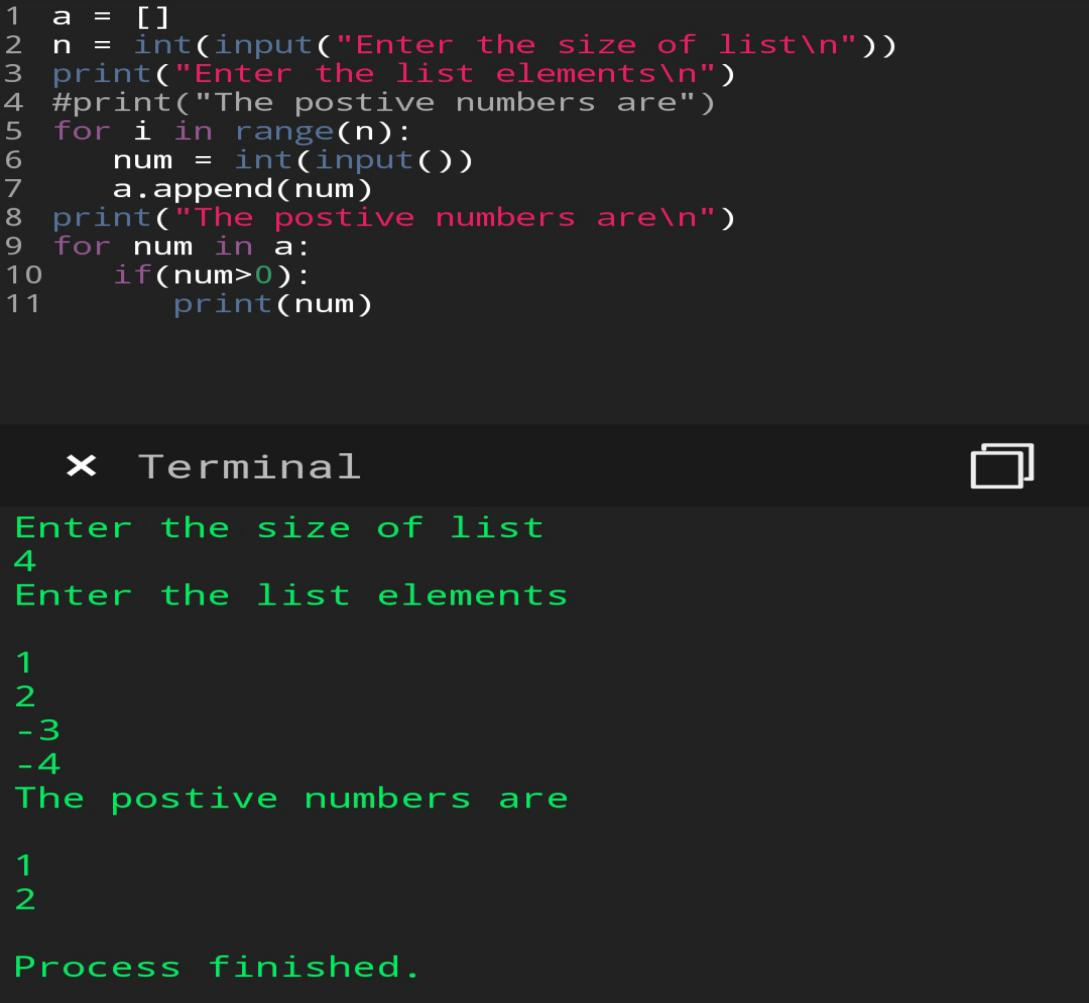 1 a = []
2 n = int(input("Enter the size of list\n"))
3 print("Enter the list elements\n")
4 #print("The postive numbers are")
5 for i in range(n):
6    num = int(input())
7    a.append(num)
8 print("The postive numbers are\n")
9 for num in a:
10    if(num>0):
11       print(num)
× Terminal
Enter the size of list
4
Enter the list elements
1
2
-3
-4
The postive numbers are
1
2
Process finished.